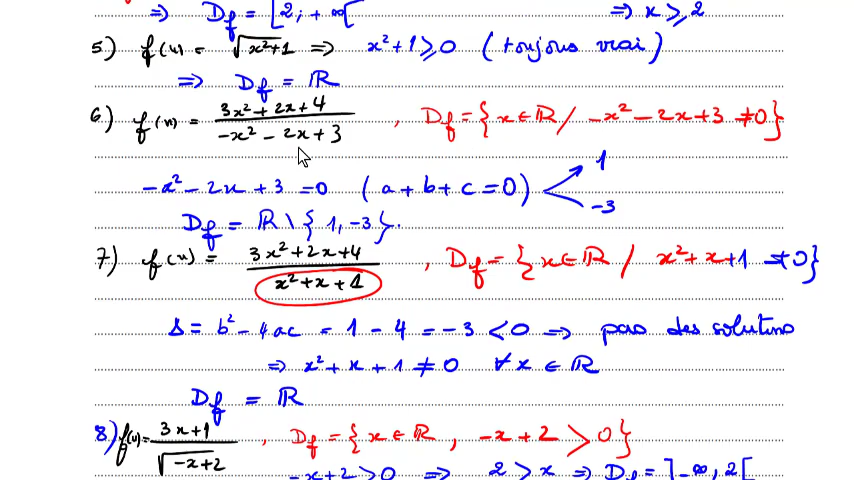 ⇒ Df = [2; +∞[ ⇒ x ≥ 2
5) f(x) = √(x²+1) ⇒ x²+1 ≥ 0 (toujous vrai)
⇒ Df = ℝ
6) f(x) = (3x²+2x+4)/(-x²-2x+3) , Df = {x∈ℝ / -x²-2x+3 ≠ 0}
-x²-2x+3 = 0 (a+b+c=0) 1
-3
Df = ℝ \ {1, -3}.
7) f(x) = (3x²+2x+4)/(x²+x+1) , Df = {x∈ℝ / x²+x+1 ≠ 0}
Δ = b²-4ac = 1-4 = -3 < 0 ⇒ pas des solutino
⇒ x²+x+1 ≠ 0 ∀x ∈ ℝ
Df = ℝ
8) f(x) = (3x+1)/√(-x+2) , Df = {x∈ℝ , -x+2 > 0}
-x+2 > 0 ⇒ 2 > x ⇒ Df = ]-∞, 2[